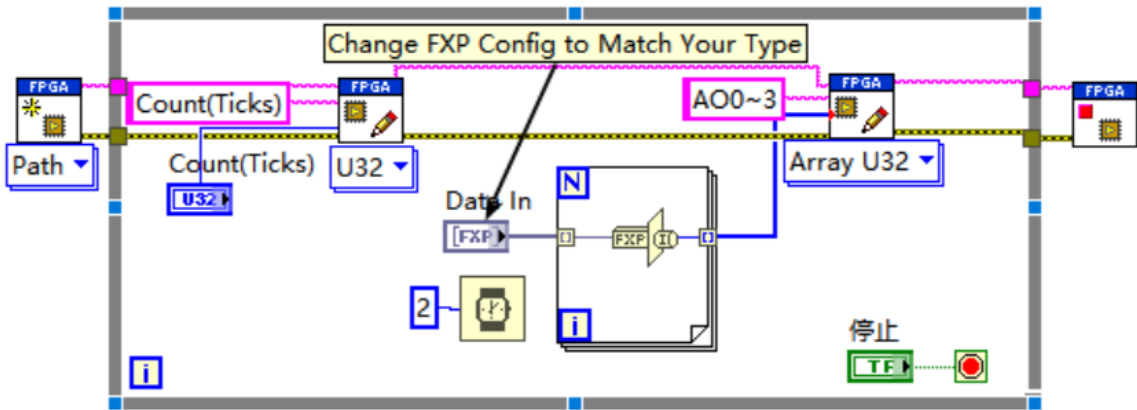 Change FXP Config to Match Your Type
FPGA
Count(Ticks)
FPGA
AO0~3
FPGA
FPGA
Path
Count(Ticks)
U32
Array U32
U32
Data In
N
[FXP]
FXP
2
i
停止
TF
i